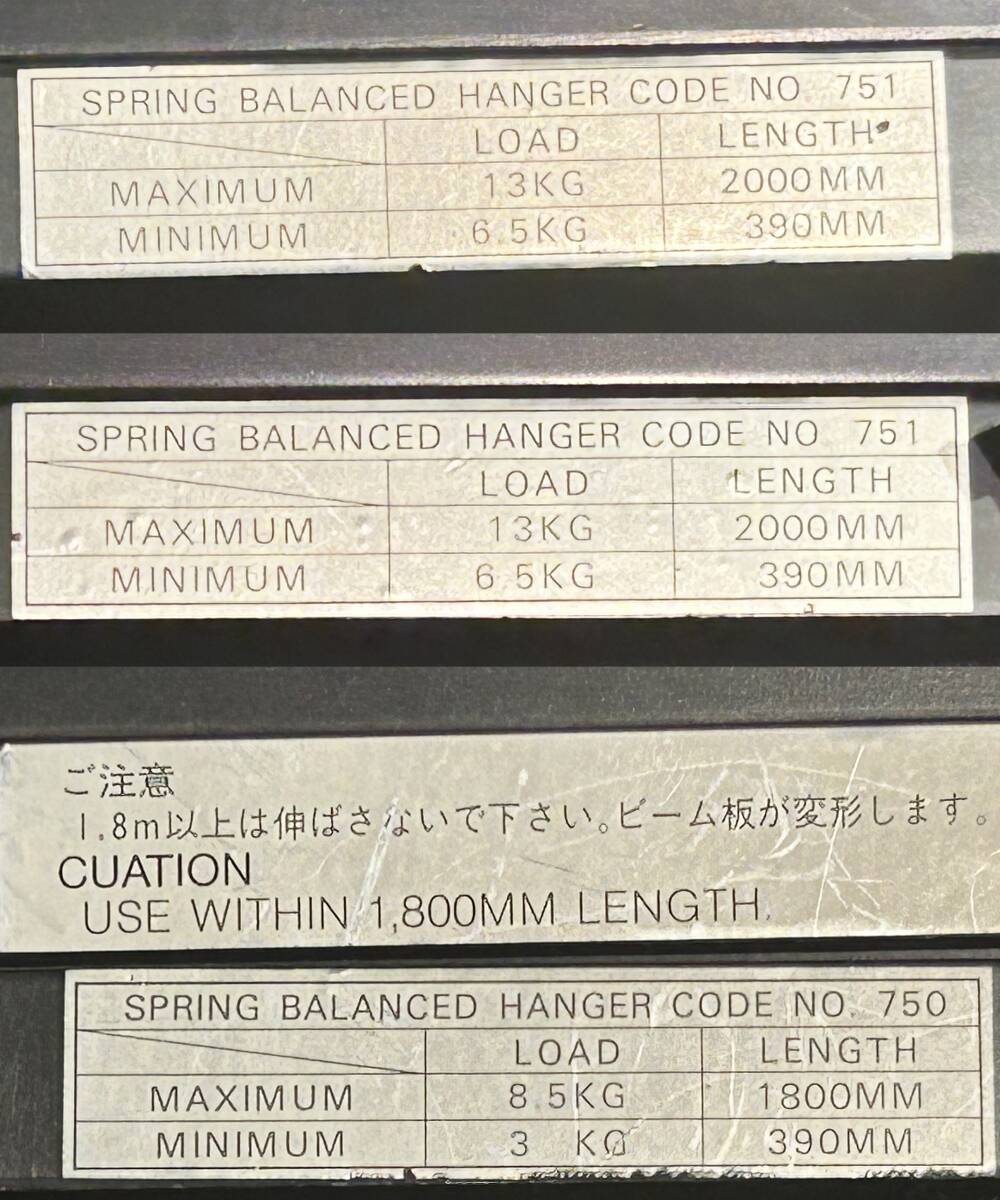 SPRING BALANCED HANGER CODE NO 751
LOAD LENGTH
MAXIMUM 13KG 2000MM
MINIMUM 6.5KG 390MM
SPRING BALANCED HANGER CODE NO 751
LOAD LENGTH
MAXIMUM 13KG 2000MM
MINIMUM 6.5KG 390MM
ご注意
1.8m以上は伸ばさないで下さい。ビーム板が変形します。
CUATION
USE WITHIN 1,800MM LENGTH.
SPRING BALANCED HANGER CODE NO. 750
LOAD LENGTH
MAXIMUM 8.5KG 1800MM
MINIMUM 3 KG 390MM